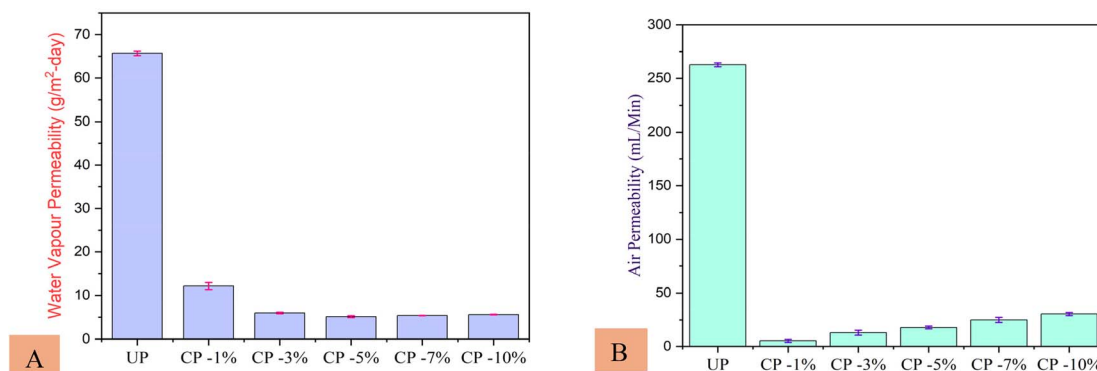 Water Vapour Permeability (g/m²-day)
70
60
50
40
30
20
10
0
UP CP -1% CP -3% CP -5% CP -7% CP -10%
A
Air Permeability (mL/Min)
300
250
200
150
100
50
0
UP CP -1% CP -3% CP -5% CP -7% CP -10%
B